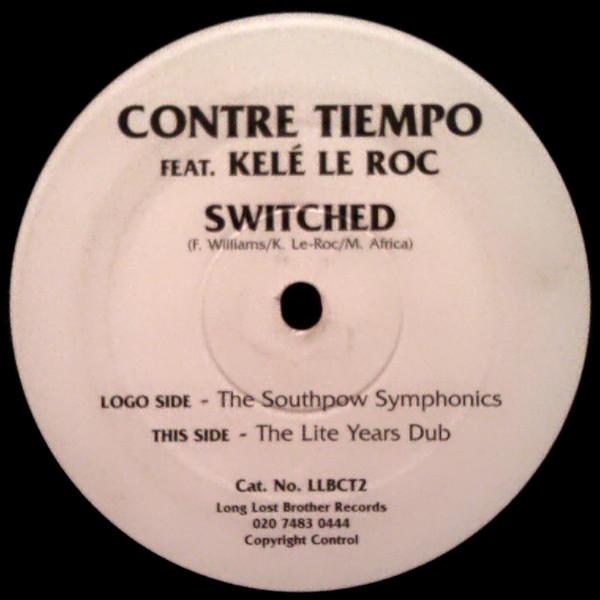 CONTRE TIEMPO
FEAT. KELÉ LE ROC
SWITCHED
(F. Williams/K. Le-Roc/M. Africa)
LOGO SIDE - The Southpow Symphonics
THIS SIDE - The Lite Years Dub
Cat. No. LLBCT2
Long Lost Brother Records
020 7483 0444
Copyright Control